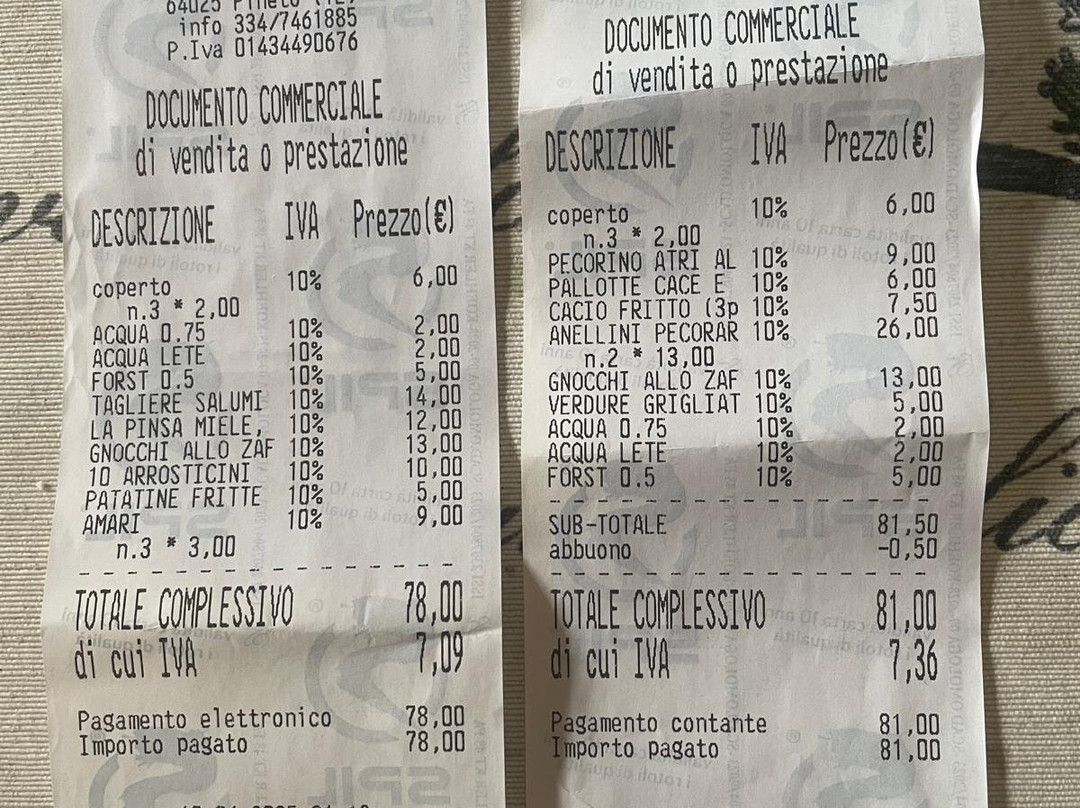 64025 Pineto (TE)
info 334/7461885
P.Iva 01434490676
DOCUMENTO COMMERCIALE
di vendita o prestazione
DESCRIZIONE IVA Prezzo(€)
coperto 10% 6,00
n.3 * 2,00
ACQUA 0.75 10% 2,00
ACQUA LETE 10% 2,00
FORST 0.5 10% 5,00
TAGLIERE SALUMI 10% 14,00
LA PINSA MIELE, 10% 12,00
GNOCCHI ALLO ZAF 10% 13,00
10 ARROSTICINI 10% 10,00
PATATINE FRITTE 10% 5,00
AMARI 10% 9,00
n.3 * 3,00
TOTALE COMPLESSIVO 78,00
di cui IVA 7,09
Pagamento elettronico 78,00
Importo pagato 78,00
DOCUMENTO COMMERCIALE
di vendita o prestazione
DESCRIZIONE IVA Prezzo(€)
coperto 10% 6,00
n.3 * 2,00
PECORINO ATRI AL 10% 9,00
PALLOTTE CACE E 10% 6,00
CACIO FRITTO (3p 10% 7,50
ANELLINI PECORAR 10% 26,00
n.2 * 13,00
GNOCCHI ALLO ZAF 10% 13,00
VERDURE GRIGLIAT 10% 5,00
ACQUA 0.75 10% 2,00
ACQUA LETE 10% 2,00
FORST 0.5 10% 5,00
SUB-TOTALE 81,50
abbuono -0,50
TOTALE COMPLESSIVO 81,00
di cui IVA 7,36
Pagamento contante 81,00
Importo pagato 81,00